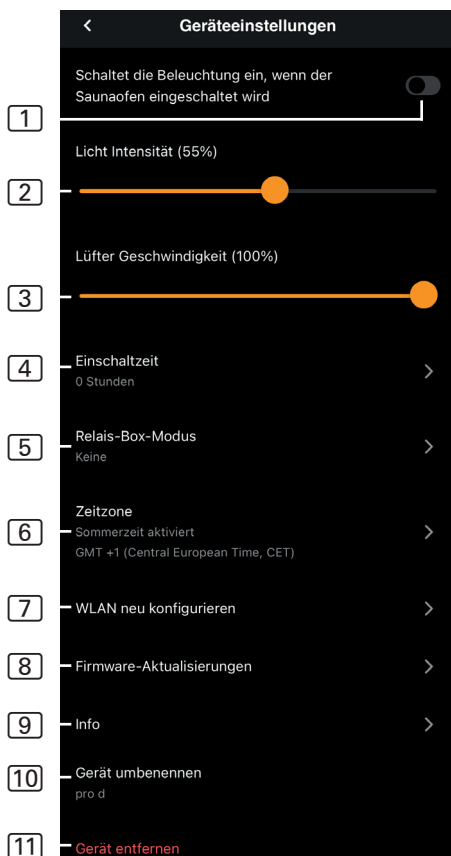 Geräteeinstellungen
Schaltet die Beleuchtung ein, wenn der
Saunaofen eingeschaltet wird
1
Licht Intensität (55%)
2
Lüfter Geschwindigkeit (100%)
3
4
Einschaltzeit
0 Stunden
5
Relais-Box-Modus
Keine
6
Zeitzone
Sommerzeit aktiviert
GMT +1 (Central European Time, CET)
7
WLAN neu konfigurieren
8
Firmware-Aktualisierungen
9
Info
10
Gerät umbenennen
pro d
11
Gerät entfernen